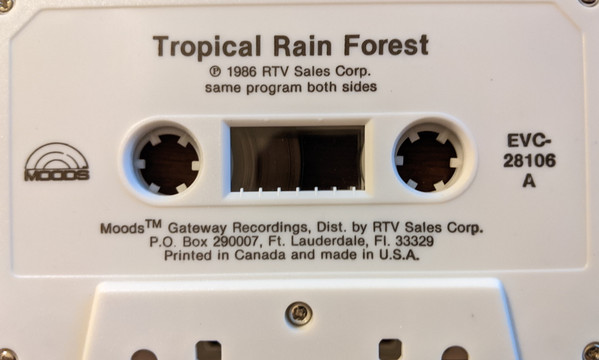 Tropical Rain Forest
℗ 1986 RTV Sales Corp.
same program both sides
MOODS
EVC-
28106
A
Moods™ Gateway Recordings, Dist. by RTV Sales Corp.
P.O. Box 290007, Ft. Lauderdale, Fl. 33329
Printed in Canada and made in U.S.A.